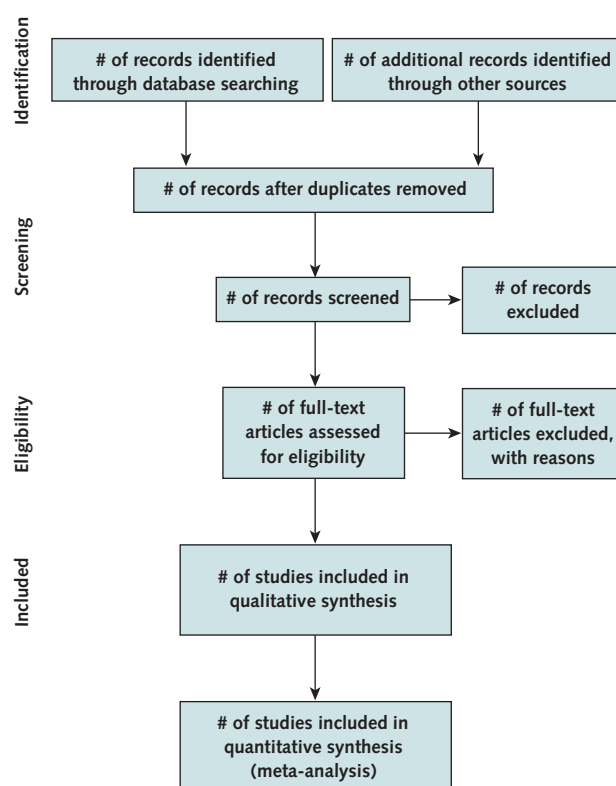 Identification
# of records identified
through database searching
# of additional records identified
through other sources
# of records after duplicates removed
Screening
# of records screened
# of records
excluded
Eligibility
# of full-text
articles assessed
for eligibility
# of full-text
articles excluded,
with reasons
Included
# of studies included in
qualitative synthesis
# of studies included in
quantitative synthesis
(meta-analysis)